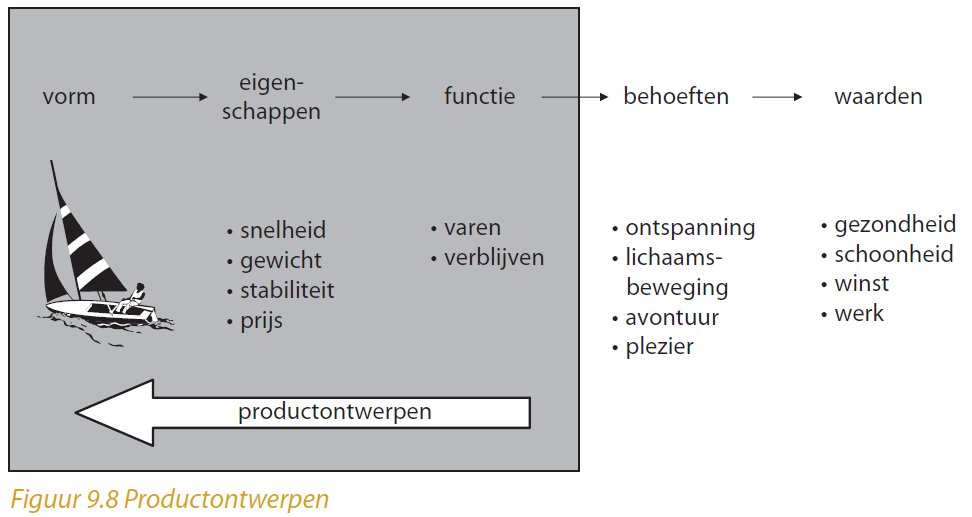 vorm
eigen-
schappen
functie
behoeften
waarden
• snelheid
• gewicht
• stabiliteit
• prijs
• varen
• verblijven
• ontspanning
• lichaams-
beweging
• avontuur
• plezier
• gezondheid
• schoonheid
• winst
• werk
productontwerpen
Figuur 9.8 Productontwerpen